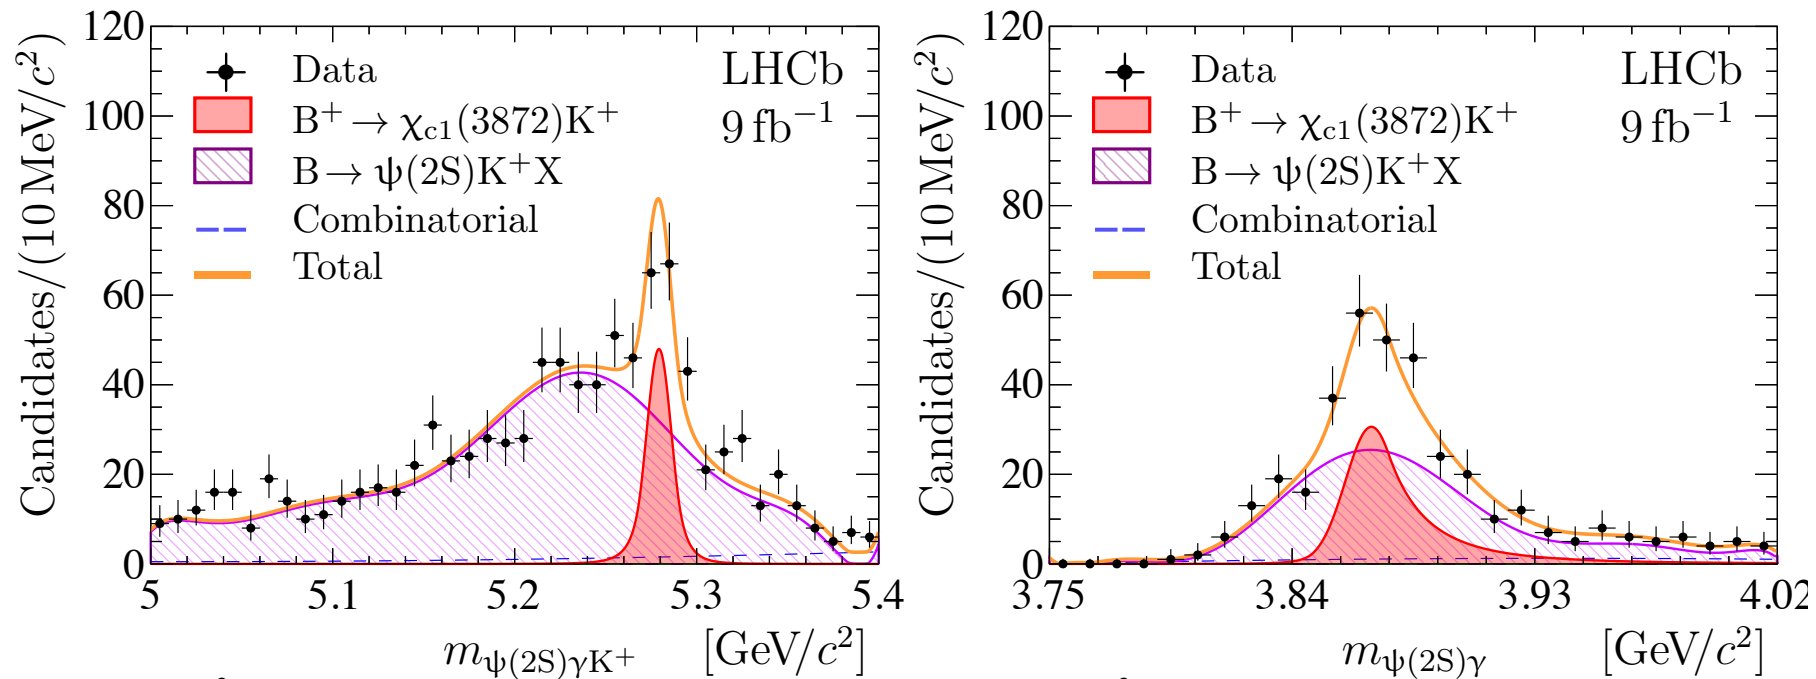 Candidates/(10 MeV/c²)
120
100
80
60
40
20
0
Data
B⁺ → χc1(3872)K⁺
B → ψ(2S)K⁺X
Combinatorial
Total
LHCb
9 fb⁻¹
5 5.1 5.2 5.3 5.4
mψ(2S)γK⁺ [GeV/c²]
Candidates/(10 MeV/c²)
120
100
80
60
40
20
0
Data
B⁺ → χc1(3872)K⁺
B → ψ(2S)K⁺X
Combinatorial
Total
LHCb
9 fb⁻¹
3.75 3.84 3.93 4.02
mψ(2S)γ [GeV/c²]